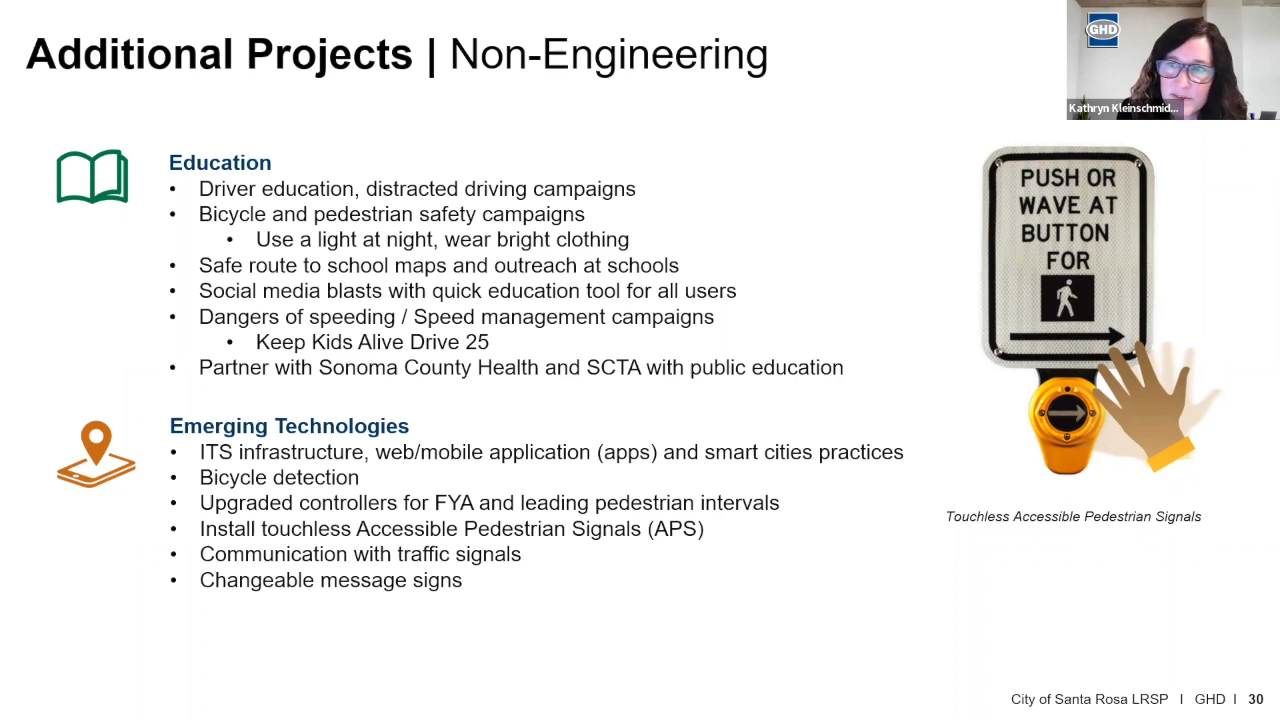 Additional Projects | Non-Engineering
GHD
Kathryn Kleinschmid...
Education
• Driver education, distracted driving campaigns
• Bicycle and pedestrian safety campaigns
• Use a light at night, wear bright clothing
• Safe route to school maps and outreach at schools
• Social media blasts with quick education tool for all users
• Dangers of speeding / Speed management campaigns
• Keep Kids Alive Drive 25
• Partner with Sonoma County Health and SCTA with public education
Emerging Technologies
• ITS infrastructure, web/mobile application (apps) and smart cities practices
• Bicycle detection
• Upgraded controllers for FYA and leading pedestrian intervals
• Install touchless Accessible Pedestrian Signals (APS)
• Communication with traffic signals
• Changeable message signs
PUSH OR
WAVE AT
BUTTON
FOR
Touchless Accessible Pedestrian Signals
City of Santa Rosa LRSP I GHD I 30